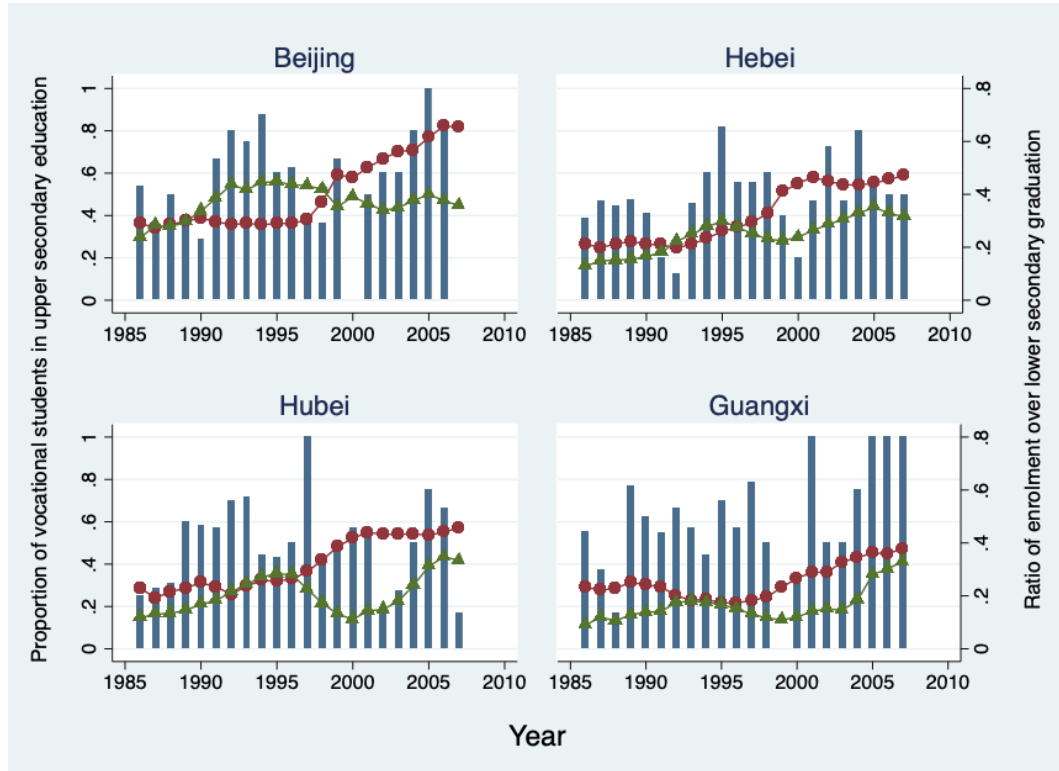 Beijing
Hebei
Proportion of vocational students in upper secondary education
Ratio of enrolment over lower secondary graduation
1
.8
.6
.4
.2
0
.8
.6
.4
.2
0
1985 1990 1995 2000 2005 2010
1985 1990 1995 2000 2005 2010
Hubei
Guangxi
1
.8
.6
.4
.2
0
.8
.6
.4
.2
0
1985 1990 1995 2000 2005 2010
1985 1990 1995 2000 2005 2010
Year